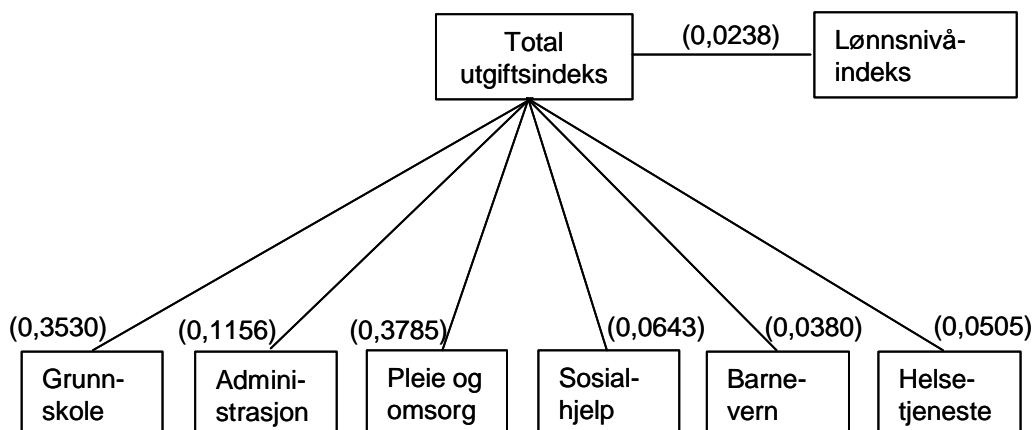 Total
utgiftsindeks
(0,0238)
Lønnsnivå-
indeks
(0,3530)
(0,1156)
(0,3785)
(0,0643)
(0,0380)
(0,0505)
Grunn-
skole
Admini-
strasjon
Pleie og
omsorg
Sosial-
hjelp
Barne-
vern
Helse-
tjeneste